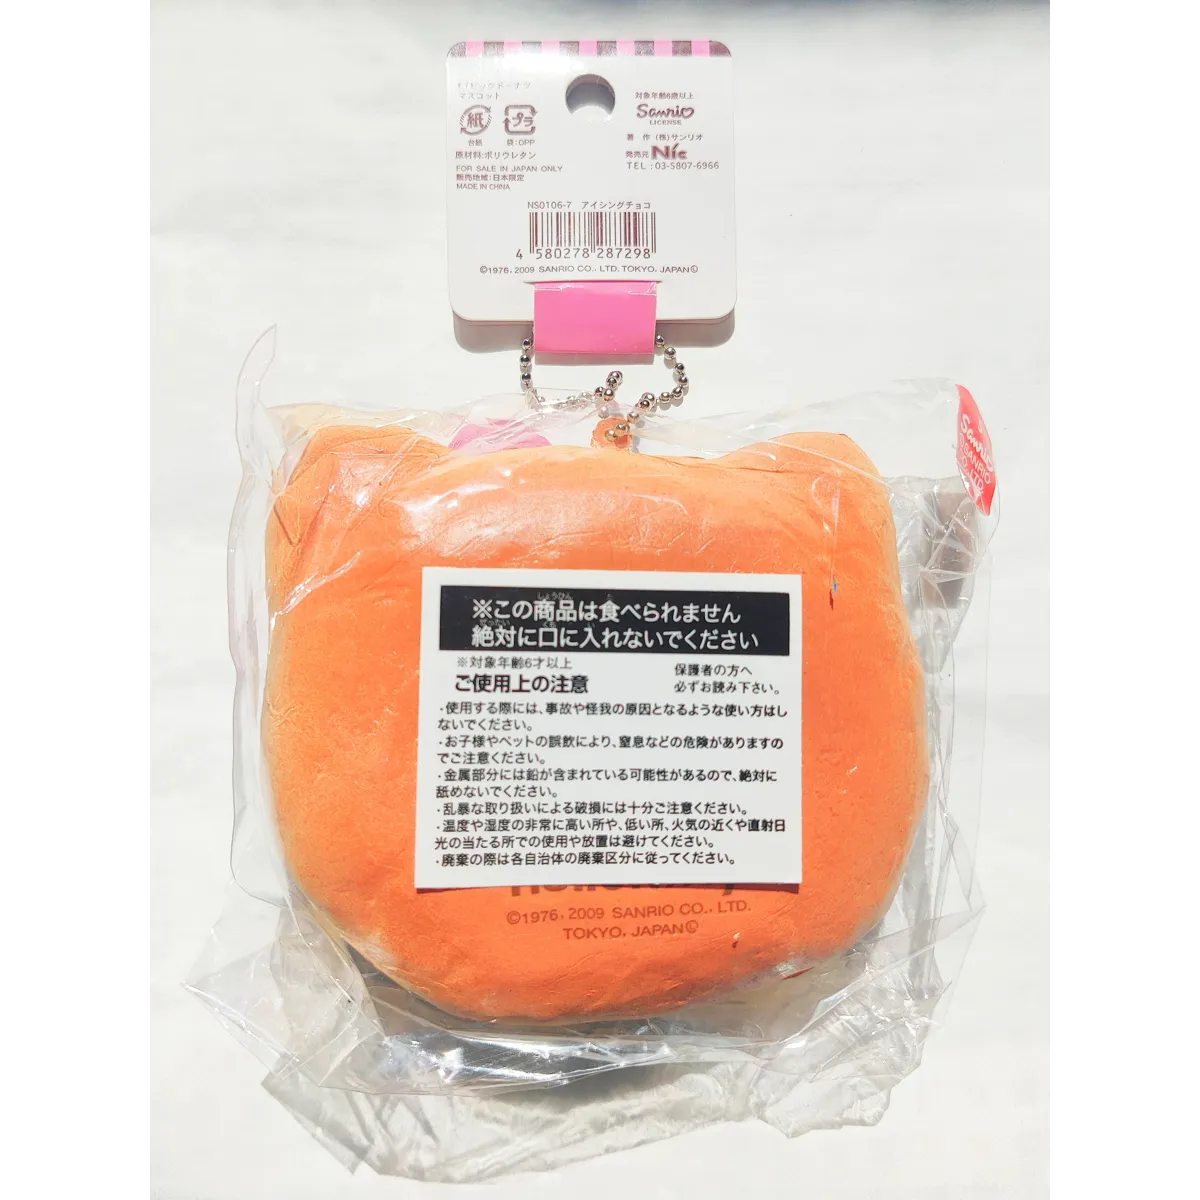 KTビッグドーナツ
マスコット
紙
台紙
プラ
袋:OPP
原材料:ポリウレタン
FOR SALE IN JAPAN ONLY
販売地域:日本限定
MADE IN CHINA
対象年齢6歳以上
Sanrio
LICENSE
著 作 (株)サンリオ
発売元 Nic
TEL:03-5807-6966
NS0106-7 アイシングチョコ
4 580278 287298
©1976, 2009 SANRIO CO., LTD. TOKYO, JAPAN Ⓛ
Sanrio
©SANRIO
CO., LTD.
※この商品は食べられません
絶対に口に入れないでください
※対象年齢6才以上
ご使用上の注意
保護者の方へ
必ずお読み下さい。
・使用する際には、事故や怪我の原因となるような使い方はし
ないでください。
・お子様やペットの誤飲により、窒息などの危険がありますの
でご注意ください。
・金属部分には鉛が含まれている可能性があるので、絶対に
舐めないでください。
・乱暴な取り扱いによる破損には十分ご注意ください。
・温度や湿度の非常に高い所や、低い所、火気の近くや直射日
光の当たる所での使用や放置は避けてください。
・廃棄の際は各自治体の廃棄区分に従ってください。
©1976, 2009 SANRIO CO., LTD.
TOKYO, JAPAN Ⓛ